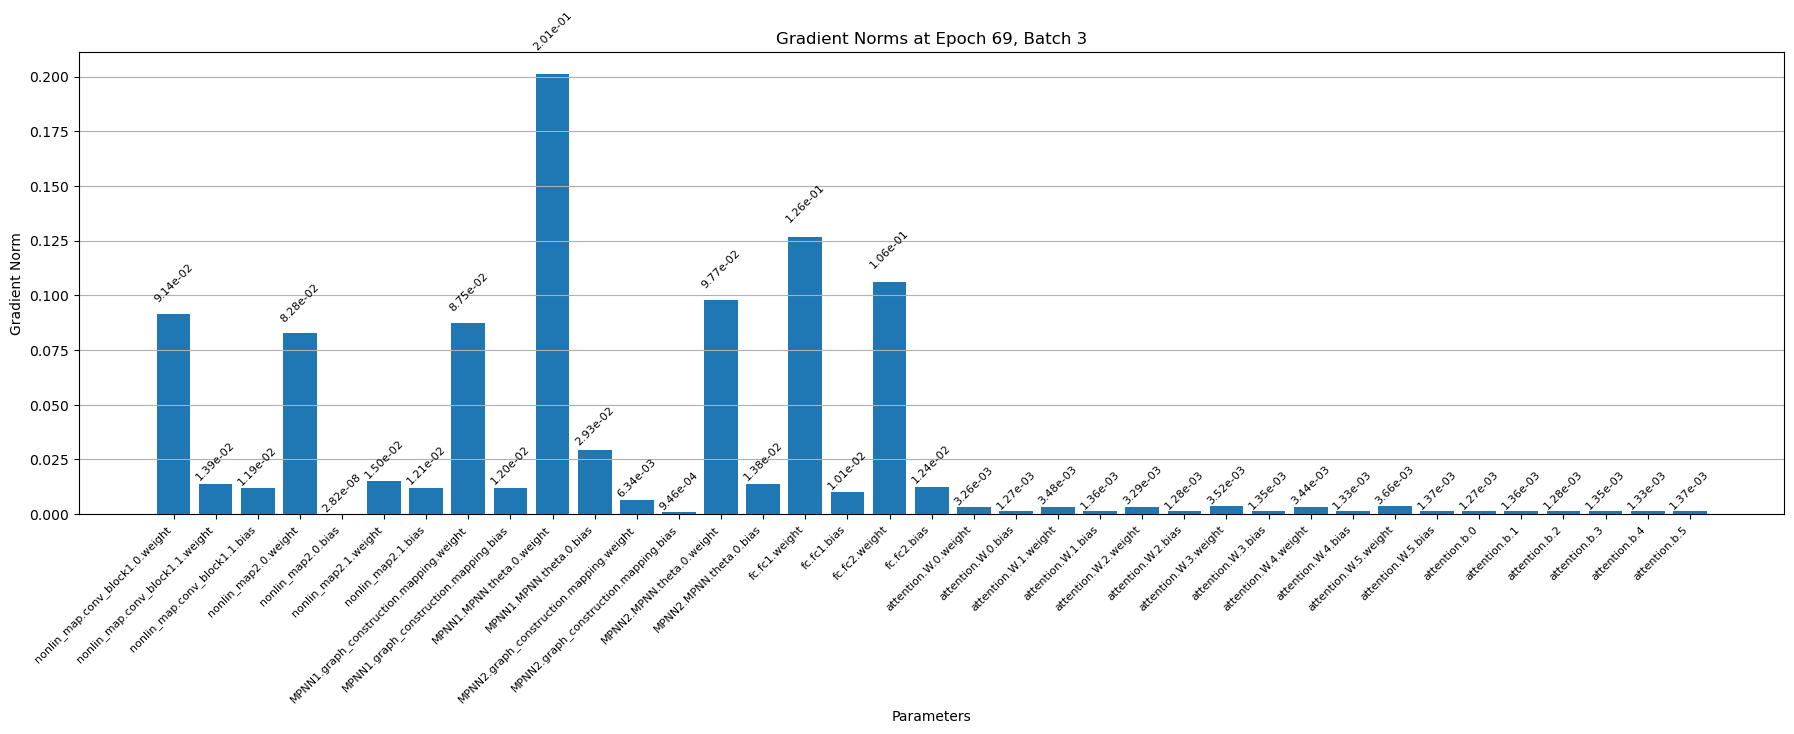 Gradient Norms at Epoch 69, Batch 3
Gradient Norm
0.200
0.175
0.150
0.125
0.100
0.075
0.050
0.025
0.000
9.14e-02
1.39e-02
1.19e-02
8.28e-02
2.82e-08
1.50e-02
1.21e-02
8.75e-02
1.20e-02
2.01e-01
2.93e-02
6.34e-03
9.46e-04
9.77e-02
1.38e-02
1.26e-01
1.01e-02
1.06e-01
1.24e-02
3.26e-03
1.27e-03
3.48e-03
1.36e-03
3.29e-03
1.28e-03
3.52e-03
1.35e-03
3.44e-03
1.33e-03
3.66e-03
1.37e-03
1.27e-03
1.36e-03
1.28e-03
1.35e-03
1.33e-03
1.37e-03
nonlin_map.conv_block1.0.weight
nonlin_map.conv_block1.1.weight
nonlin_map.conv_block1.1.bias
nonlin_map2.0.weight
nonlin_map2.0.bias
nonlin_map2.1.weight
nonlin_map2.1.bias
MPNN1.graph_construction.mapping.weight
MPNN1.graph_construction.mapping.bias
MPNN1.MPNN.theta.0.weight
MPNN1.MPNN.theta.0.bias
MPNN2.graph_construction.mapping.weight
MPNN2.graph_construction.mapping.bias
MPNN2.MPNN.theta.0.weight
MPNN2.MPNN.theta.0.bias
fc.fc1.weight
fc.fc1.bias
fc.fc2.weight
fc.fc2.bias
attention.W.0.weight
attention.W.0.bias
attention.W.1.weight
attention.W.1.bias
attention.W.2.weight
attention.W.2.bias
attention.W.3.weight
attention.W.3.bias
attention.W.4.weight
attention.W.4.bias
attention.W.5.weight
attention.W.5.bias
attention.b.0
attention.b.1
attention.b.2
attention.b.3
attention.b.4
attention.b.5
Parameters